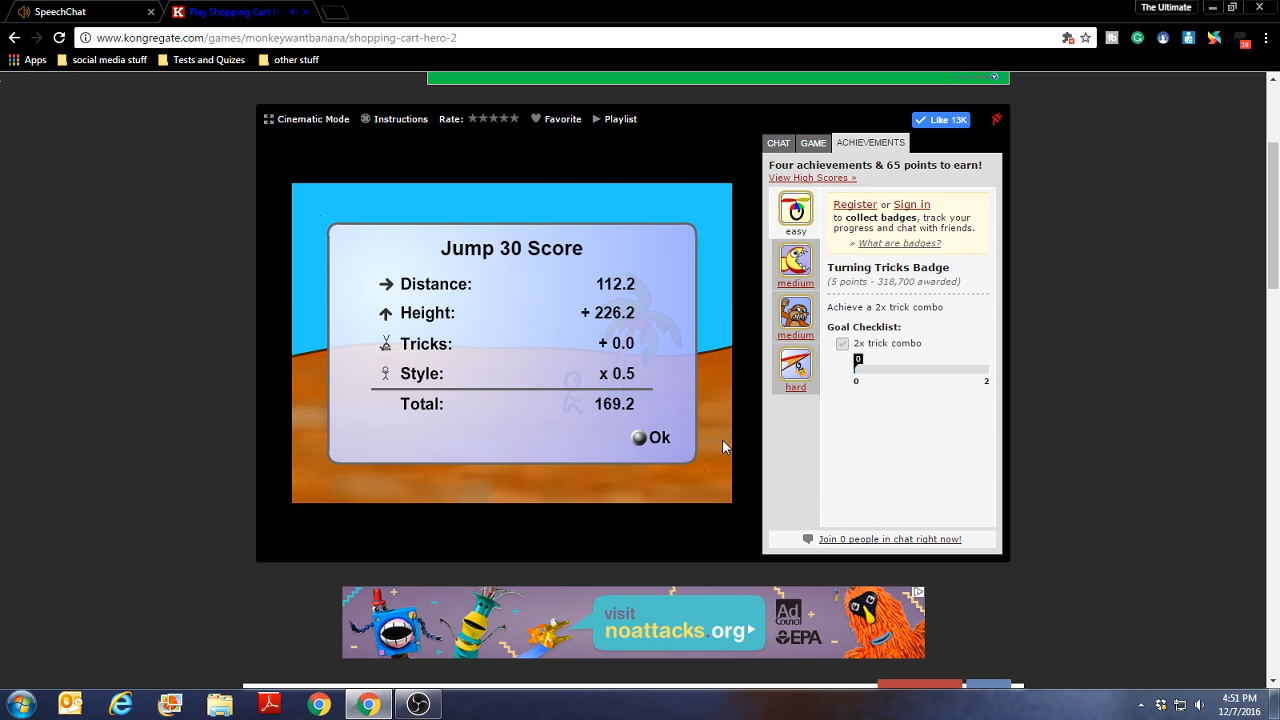 SpeechChat
Play Shopping Cart H
The Ultimate
www.kongregate.com/games/monkeywantbanana/shopping-cart-hero-2
19
Apps
social media stuff
Tests and Quizes
other stuff
Cinematic Mode
Instructions
Rate:
Favorite
Playlist
Like 13K
CHAT
GAME
ACHIEVEMENTS
Four achievements & 65 points to earn!
View High Scores »
easy
medium
medium
hard
Register or Sign in
to collect badges, track your
progress and chat with friends.
» What are badges?
Turning Tricks Badge
(5 points - 318,700 awarded)
Achieve a 2x trick combo
Goal Checklist:
2x trick combo
0
0
2
Join 0 people in chat right now!
Jump 30 Score
Distance: 112.2
Height: + 226.2
Tricks: + 0.0
Style: x 0.5
Total: 169.2
Ok
visit
noattacks.org
Ad
Council
EPA
4:51 PM
12/7/2016